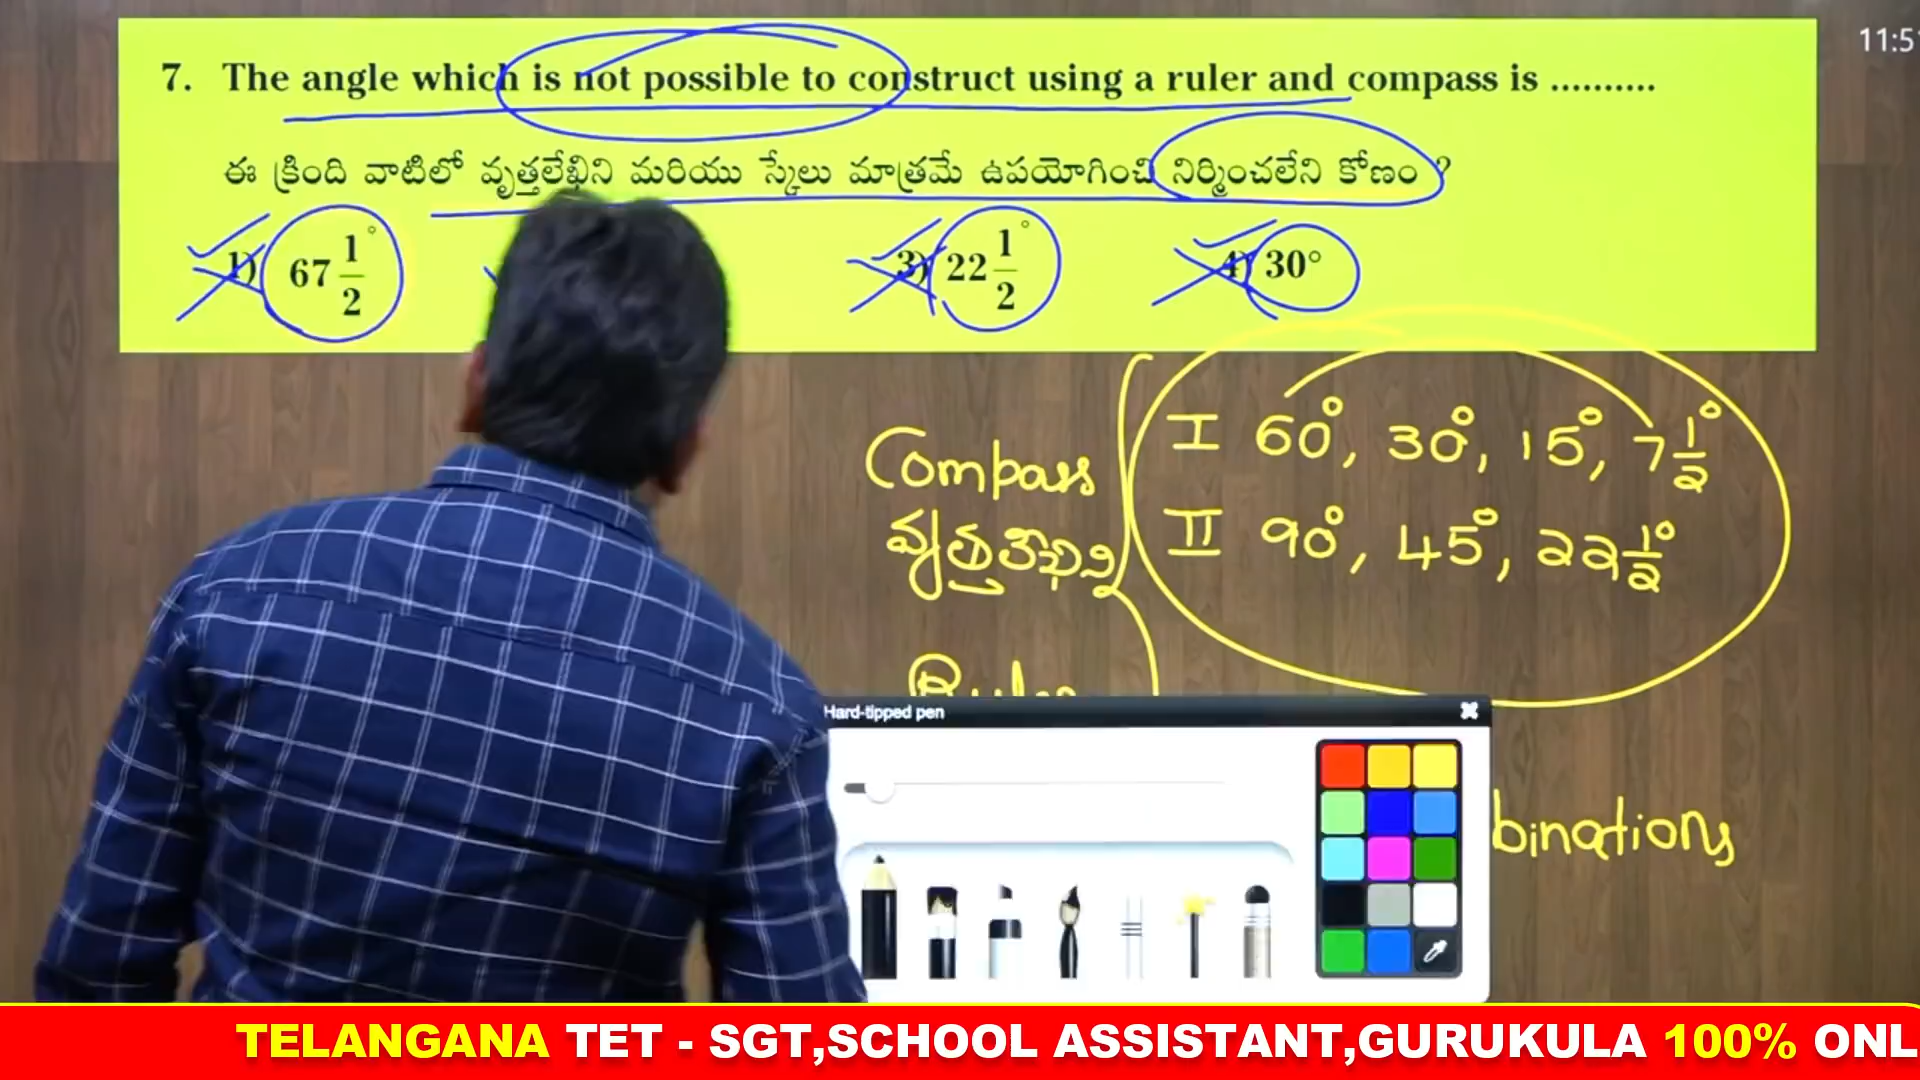 11:51
7. The angle which is not possible to construct using a ruler and compass is ..........
ఈ క్రింది వాటిలో వృత్తలేఖిని మరియు స్కేలు మాత్రమే ఉపయోగించి నిర్మించలేని కోణం ?
1) 67 1/2° 3) 22 1/2° 4) 30°
I 60°, 30°, 15°, 7 1/2°
Compass
II 90°, 45°, 22 1/2°
వృత్తలేఖిని
Ruler
Hard-tipped pen
binations
TELANGANA TET - SGT,SCHOOL ASSISTANT,GURUKULA 100% ONL